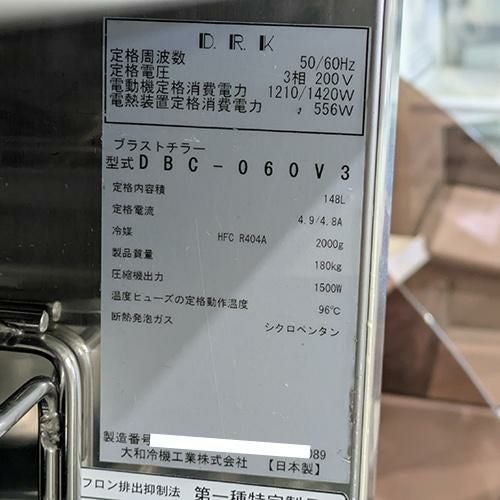 D.R.K
定格周波数 50/60Hz
定格電圧 3相 200V
電動機定格消費電力 1210/1420W
電熱装置定格消費電力 , 556W
ブラストチラー
型式DBC-060V3
定格内容積 148L
定格電流 4.9/4.8A
冷媒 HFC R404A 2000g
製品質量 180kg
圧縮機出力 1500W
温度ヒューズの定格動作温度 96℃
断熱発泡ガス シクロペンタン
製造番号 089
大和冷機工業株式会社 【日本製】
フロン排出抑制法 第一種特定製